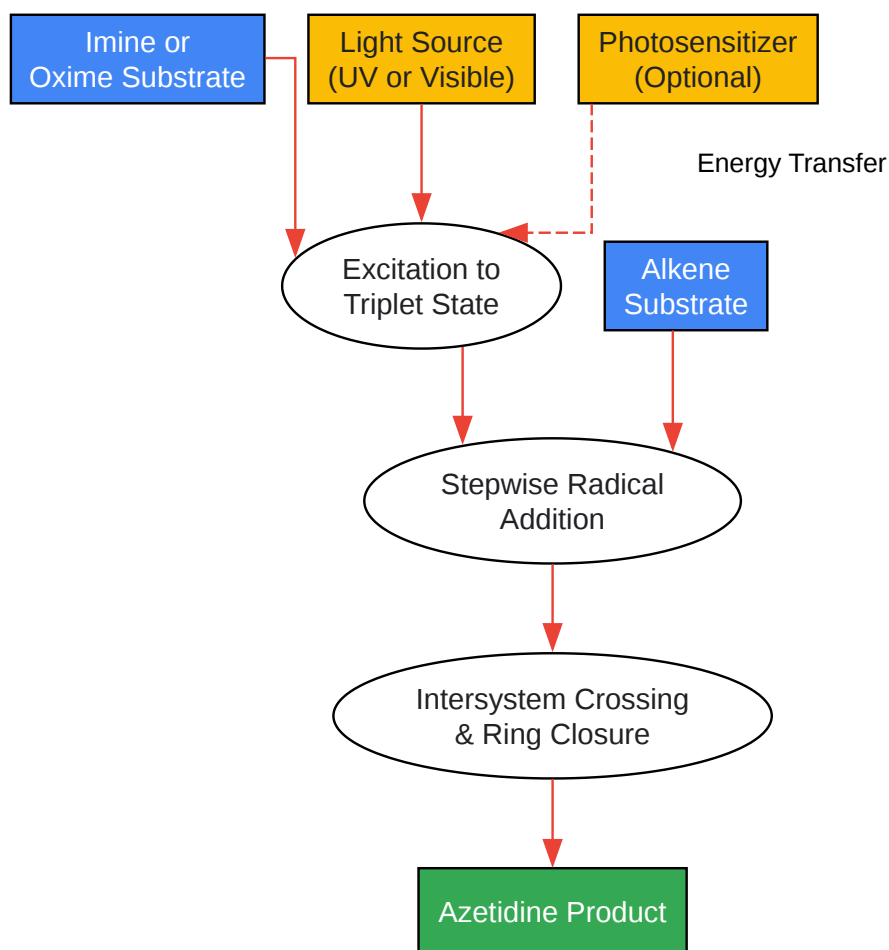 Imine or
Oxime Substrate
Light Source
(UV or Visible)
Photosensitizer
(Optional)
Energy Transfer
Excitation to
Triplet State
Alkene
Substrate
Stepwise Radical
Addition
Intersystem Crossing
& Ring Closure
Azetidine Product